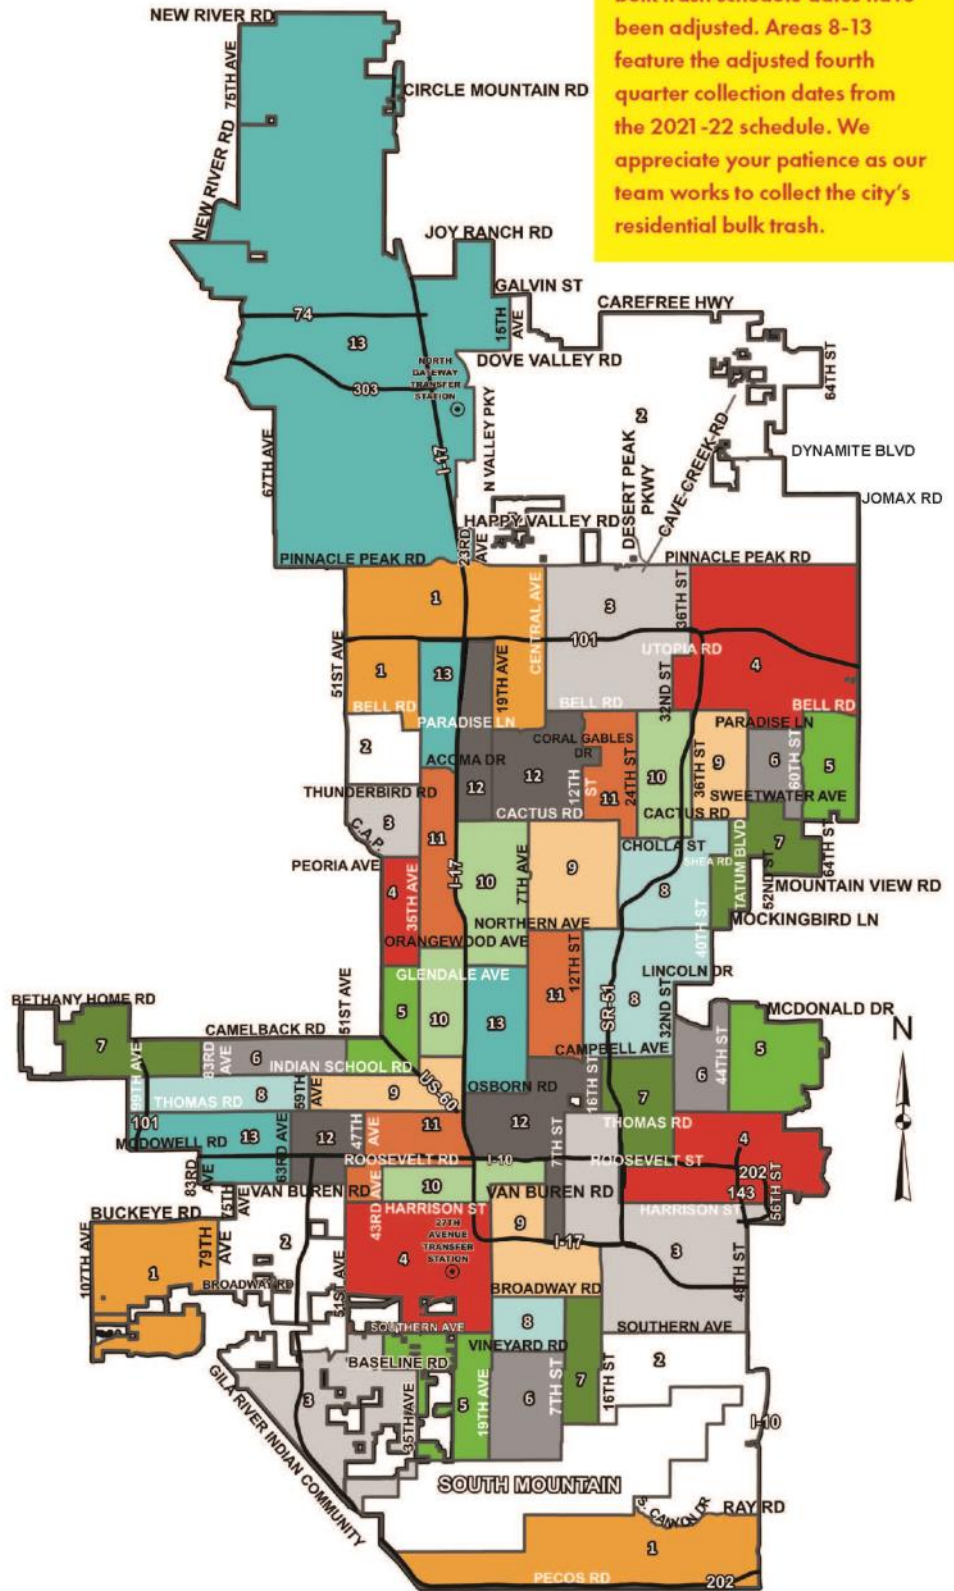 bulk trash schedule dates have
been adjusted. Areas 8-13
feature the adjusted fourth
quarter collection dates from
the 2021-22 schedule. We
appreciate your patience as our
team works to collect the city's
residential bulk trash.
NEW RIVER RD
75TH AVE
CIRCLE MOUNTAIN RD
NEW RIVER RD
JOY RANCH RD
GALVIN ST
15TH AVE
CAREFREE HWY
74
13
DOVE VALLEY RD
NORTH
GATEWAY
TRANSFER
STATION
303
64TH ST
2
67TH AVE
I-17
N VALLEY PKY
DESERT PEAK
PKWY
CAVE CREEK RD
DYNAMITE BLVD
JOMAX RD
HAPPY VALLEY RD
23RD AVE
PINNACLE PEAK RD
PINNACLE PEAK RD
1
CENTRAL AVE
3
36TH ST
101
UTOPIA RD
4
51ST AVE
1
13
19TH AVE
32ND ST
BELL RD
BELL RD
BELL RD
PARADISE LN
PARADISE LN
2
ACOMA DR
CORAL GABLES
DR
12
12
12TH ST
11
24TH ST
10
36TH ST
9
6
60TH ST
5
THUNDERBIRD RD
SWEETWATER AVE
CACTUS RD
CACTUS RD
3
C.A.P.
11
CHOLLA ST
SHEA RD
TATUM BLVD
7
52ND ST
64TH ST
PEORIA AVE
4
35TH AVE
I-17
10
7TH AVE
9
8
MOUNTAIN VIEW RD
NORTHERN AVE
40TH ST
MOCKINGBIRD LN
ORANGEWOOD AVE
12TH ST
GLENDALE AVE
LINCOLN DR
5
10
13
11
SR-51
8
32ND ST
BETHANY HOME RD
51ST AVE
MCDONALD DR
N
CAMELBACK RD
7
99TH AVE
83RD AVE
6
INDIAN SCHOOL RD
CAMPBELL AVE
44TH ST
6
5
US-60
OSBORN RD
16TH ST
7
8
59TH AVE
9
THOMAS RD
THOMAS RD
101
MCDOWELL RD
13
63RD AVE
12
47TH AVE
11
12
7TH ST
4
ROOSEVELT RD
I-10
ROOSEVELT ST
202
143
56TH ST
83RD AVE
75TH AVE
VAN BUREN RD
43RD AVE
10
VAN BUREN RD
HARRISON ST
HARRISON ST
BUCKEYE RD
79TH AVE
2
27TH
AVENUE
TRANSFER
STATION
9
I-17
3
107TH AVE
1
4
BROADWAY RD
51ST AVE
BROADWAY RD
48TH ST
SOUTHERN AVE
8
SOUTHERN AVE
VINEYARD RD
BASELINE RD
2
GILA RIVER INDIAN COMMUNITY
3
35TH AVE
5
19TH AVE
6
7TH ST
7
16TH ST
I-10
SOUTH MOUNTAIN
S. CANYON DR
RAY RD
1
PECOS RD
202